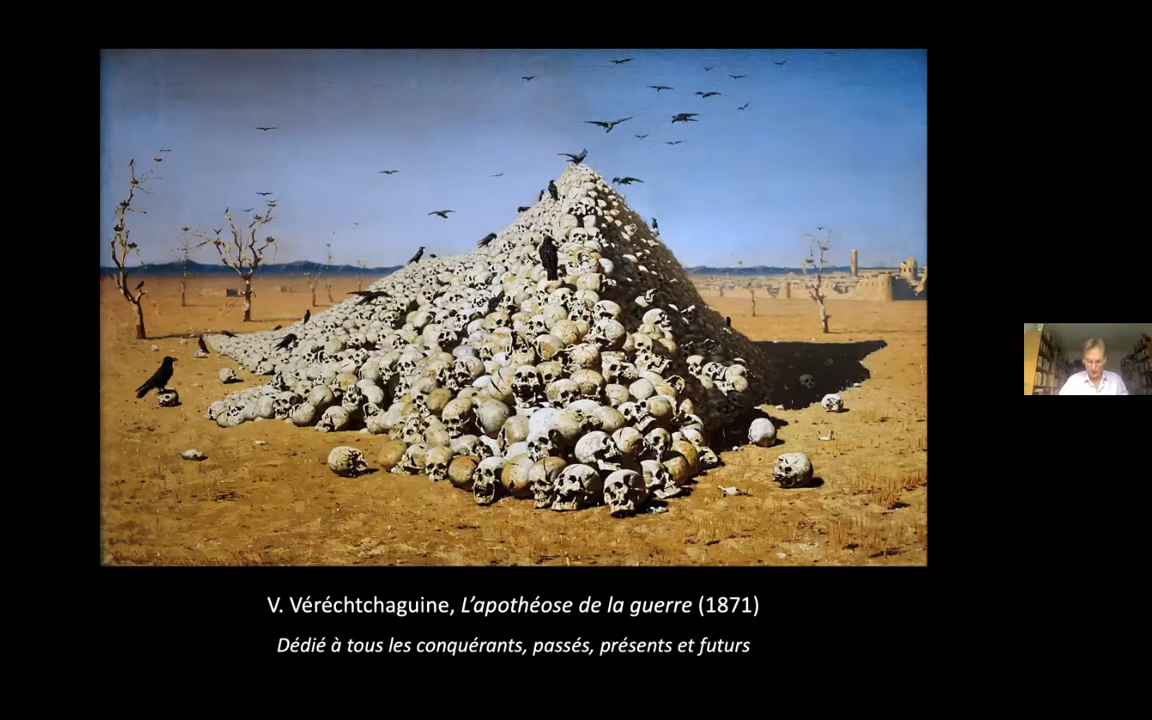 V. Véréchtchaguine, L'apothéose de la guerre (1871)
Dédié à tous les conquérants, passés, présents et futurs